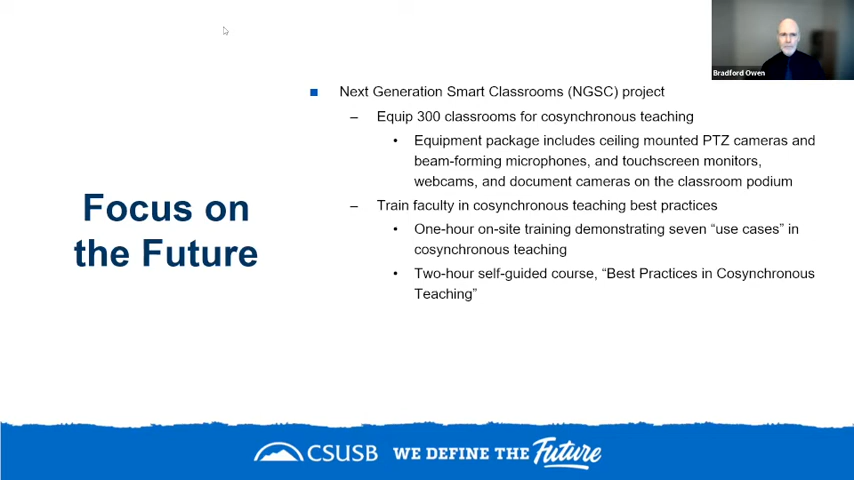 Bradford Owen
Focus on
the Future
Next Generation Smart Classrooms (NGSC) project
– Equip 300 classrooms for cosynchronous teaching
• Equipment package includes ceiling mounted PTZ cameras and
beam-forming microphones, and touchscreen monitors,
webcams, and document cameras on the classroom podium
– Train faculty in cosynchronous teaching best practices
• One-hour on-site training demonstrating seven “use cases” in
cosynchronous teaching
• Two-hour self-guided course, “Best Practices in Cosynchronous
Teaching”
CSUSB WE DEFINE THE Future